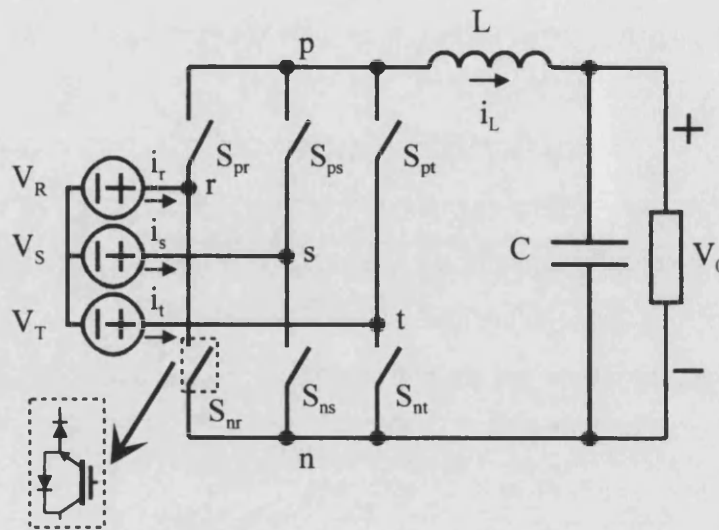 p
L
i_L
S_pr
S_ps
S_pt
V_R
i_r
r
V_S
i_s
s
V_T
i_t
t
C
+
−
S_nr
S_ns
S_nt
n